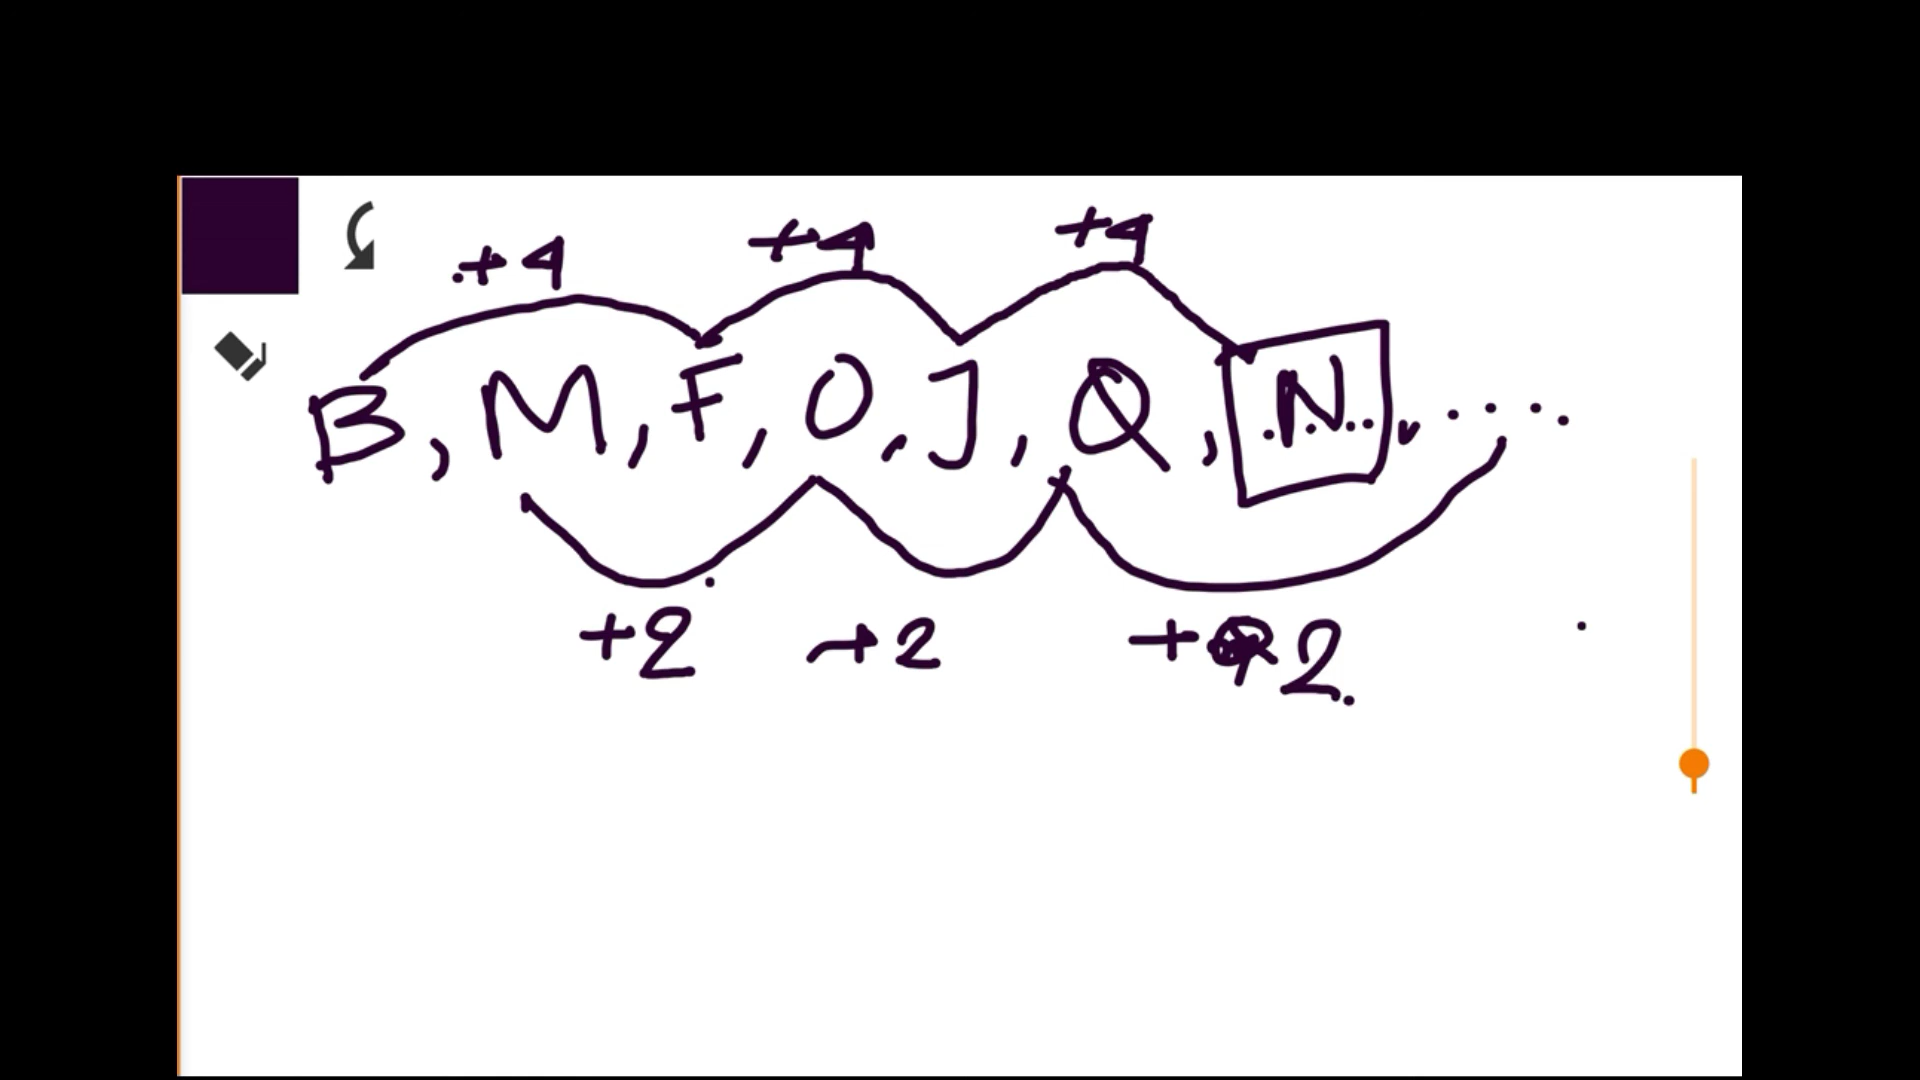 +4 +4 +4
B, M, F, O, J, Q, N, ....
+2 +2 +2